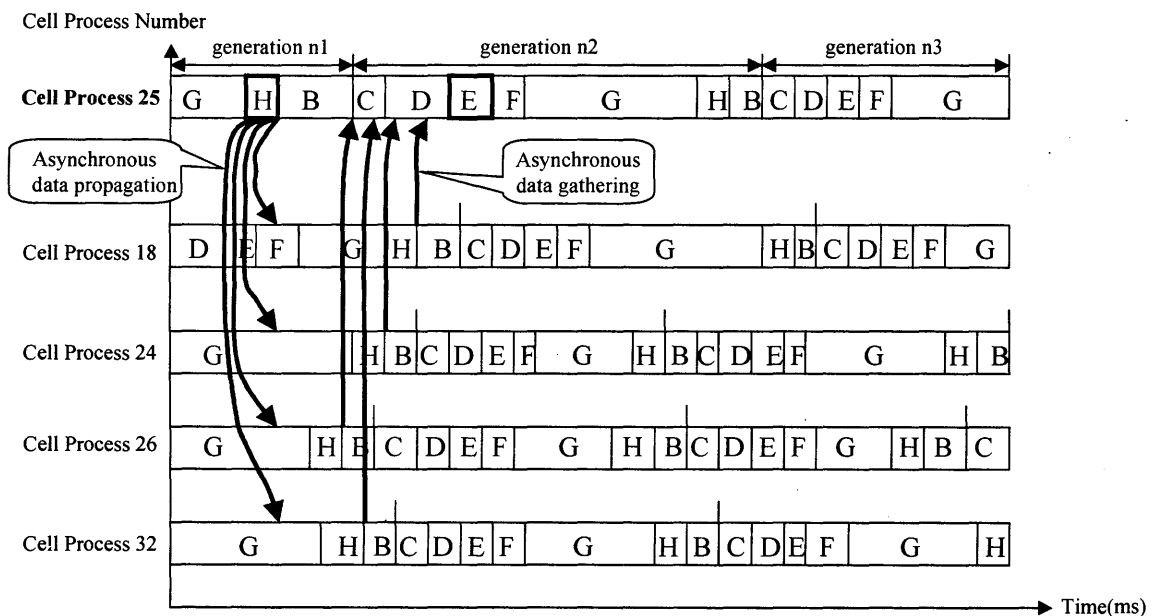 Cell Process Number
generation n1 generation n2 generation n3
Cell Process 25 G H B C D E F G H B C D E F G
Asynchronous
data propagation
Asynchronous
data gathering
Cell Process 18 D E F G H B C D E F G H B C D E F G
Cell Process 24 G H B C D E F G H B C D E F G H B
Cell Process 26 G H B C D E F G H B C D E F G H B C
Cell Process 32 G H B C D E F G H B C D E F G H
Time(ms)